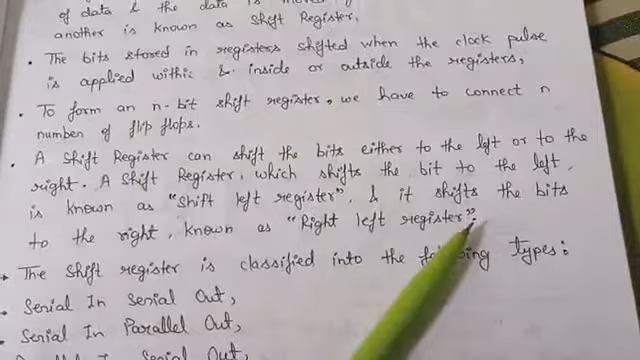 of data & the data is moved
another is known as Shift Register.
• The bits stored in registers shifted when the clock pulse
is applied within & inside or outside the registers,
• To form an n-bit shift register, we have to connect n
number of flip flops.
• A Shift Register can shift the bits either to the left or to the
right. A Shift Register, which shifts the bit to the left,
is known as "Shift left register", & it shifts the bits
to the right, known as "Right left register".
→ The Shift register is classified into the following types:
→ Serial In Serial Out,
- Serial In Parallel Out,
In Serial Out,